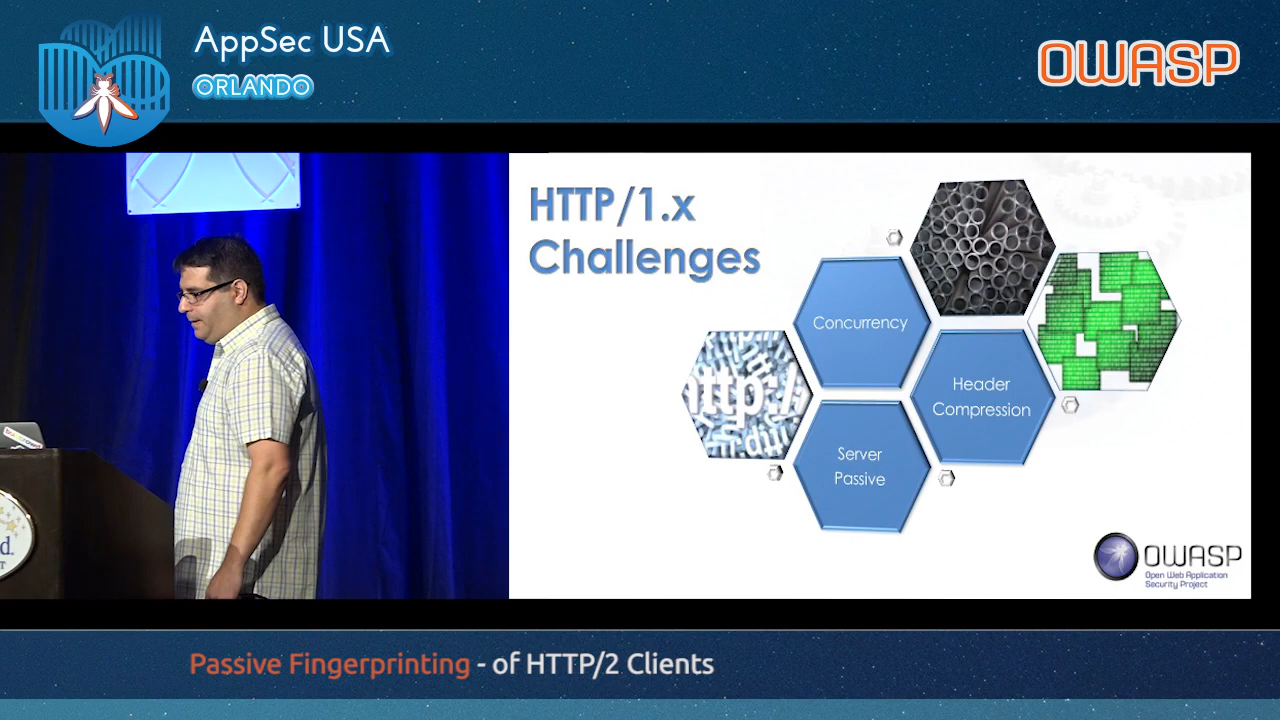 AppSec USA
ORLANDO
OWASP
HTTP/1.x
Challenges
Concurrency
Header
Compression
http:/
Server
Passive
OWASP
Open Web Application
Security Project
d.
T
Passive Fingerprinting - of HTTP/2 Clients